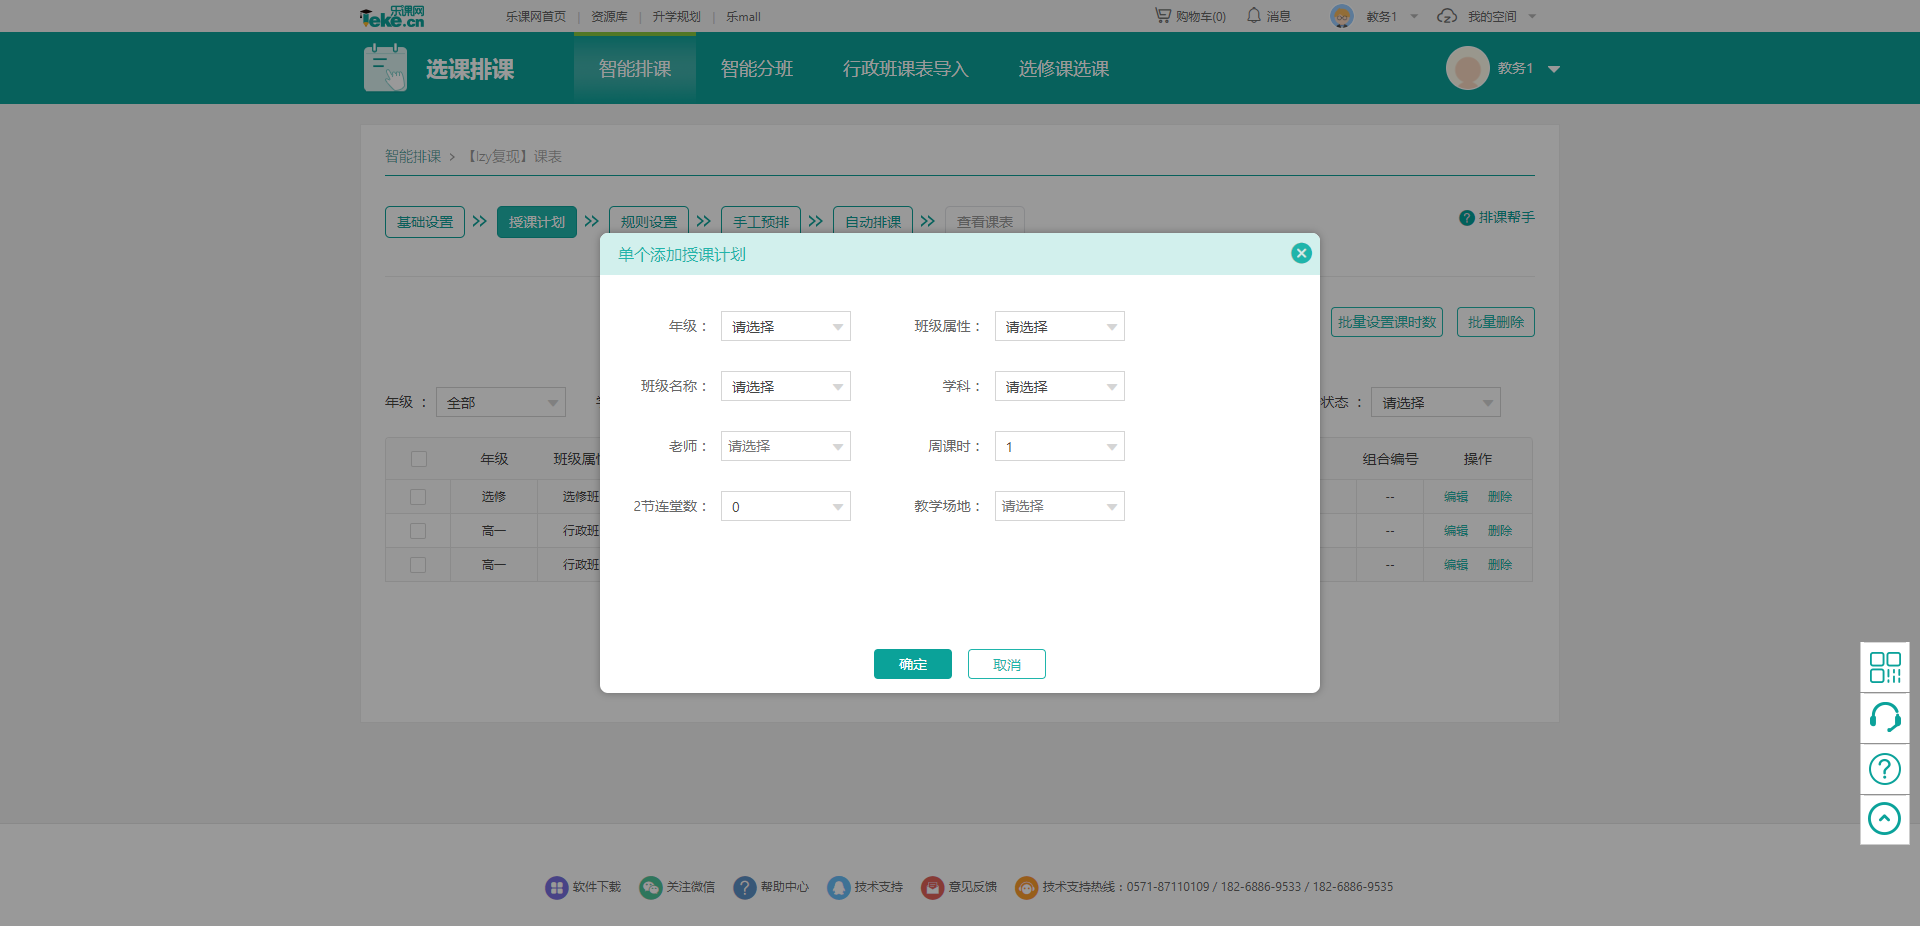 乐课网
leke.cn
乐课网首页 | 资源库 | 升学规划 | 乐mall
购物车(0) 消息 教务1 我的空间
选课排课 智能排课 智能分班 行政班课表导入 选修课选课 教务1
智能排课 > 【lzy复现】课表
基础设置 授课计划 规则设置 手工预排 自动排课 查看课表 排课帮手
单个添加授课计划
年级： 请选择 班级属性： 请选择
批量设置课时数 批量删除
班级名称： 请选择 学科： 请选择
年级 ： 全部 状态 ： 请选择
老师： 请选择 周课时： 1
年级 班级属 组合编号 操作
选修 选修班 -- 编辑 删除
2节连堂数： 0 教学场地： 请选择
高一 行政班 -- 编辑 删除
高一 行政班 -- 编辑 删除
确定 取消
软件下载 关注微信 帮助中心 技术支持 意见反馈 技术支持热线：0571-87110109 / 182-6886-9533 / 182-6886-9535